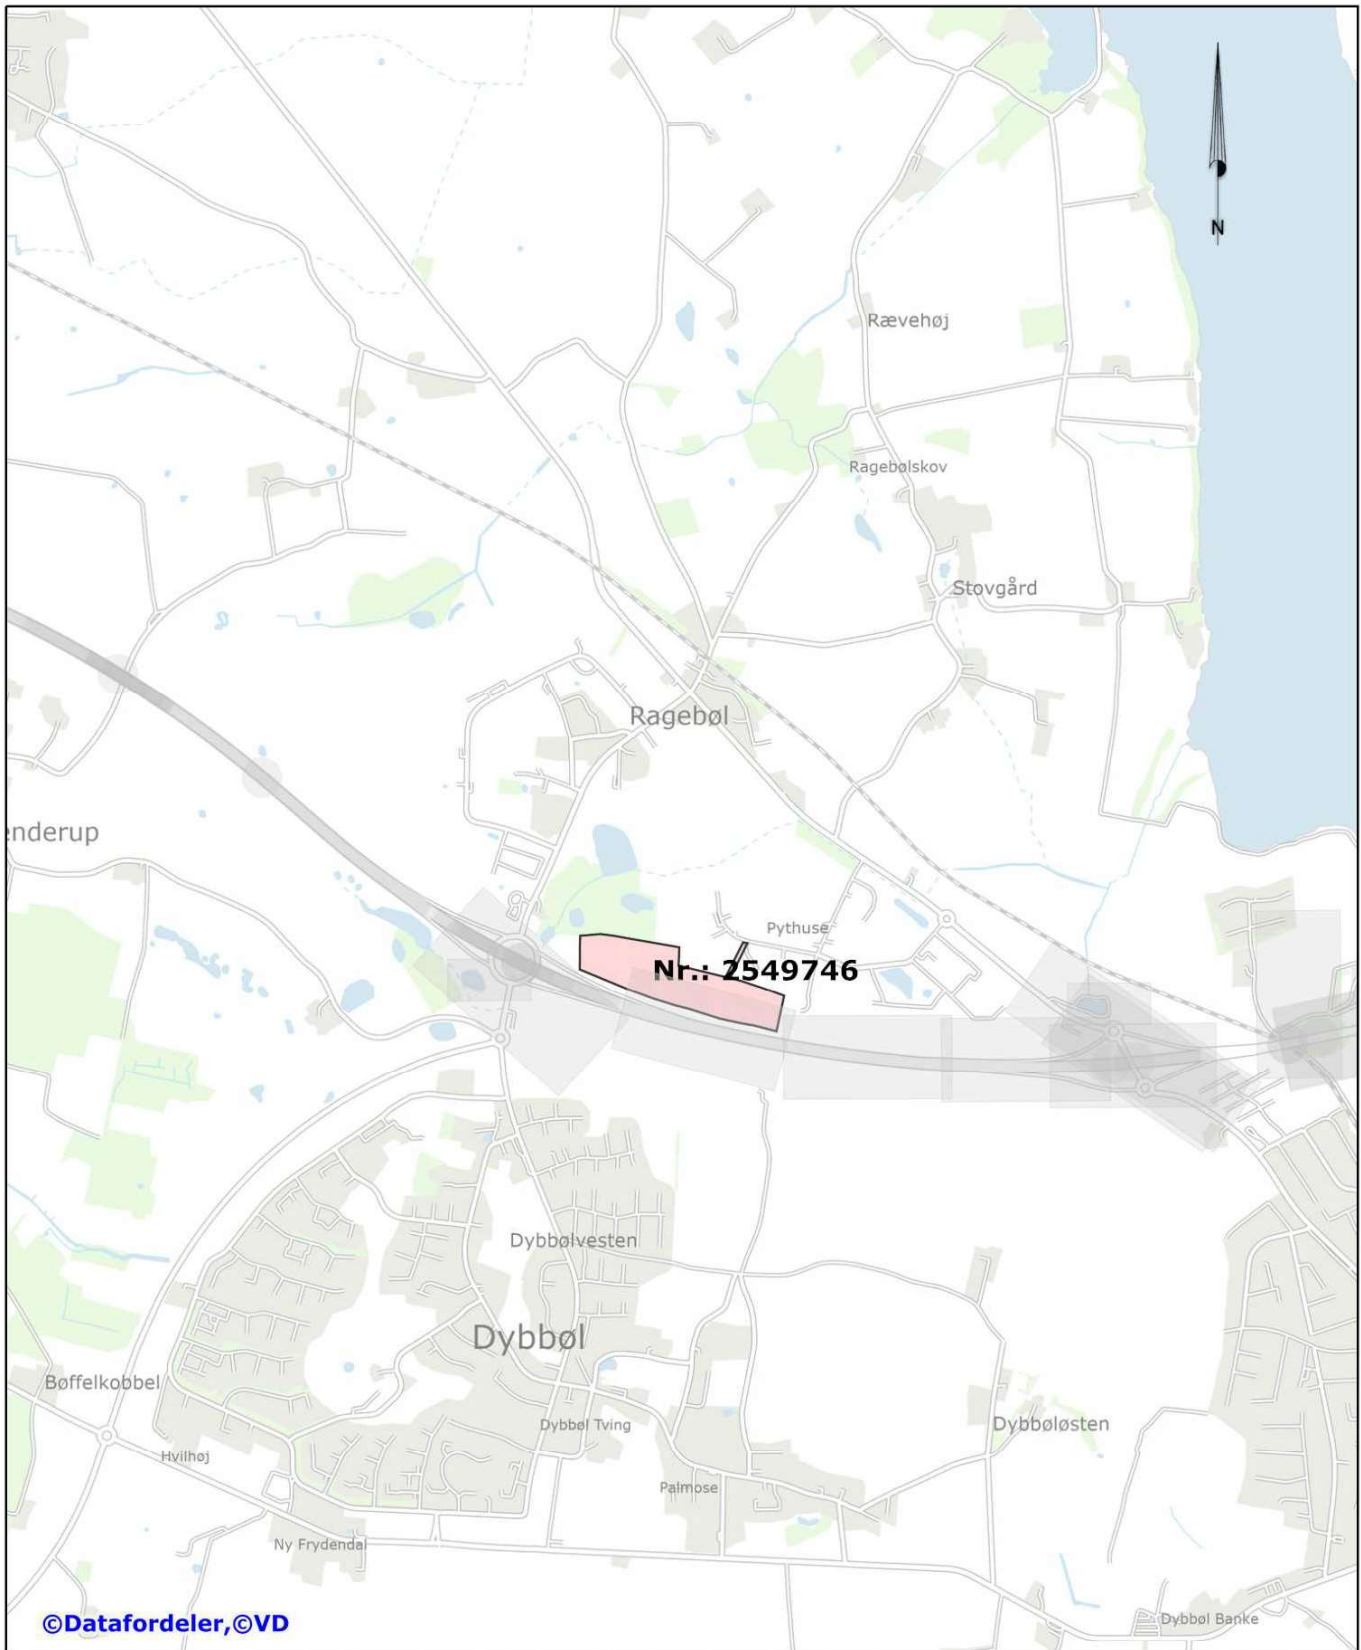 N
Rævehøj
Ragebølskov
Stovgård
Ragebøl
enderup
Pythuse
Nr.: 2549746
Dybbølvesten
Dybbøl
Bøffelkobbel
Dybbøl Tving
Dybbøløsten
Hvilhøj
Palmose
Ny Frydendal
Dybbøl Banke
©Datafordeler,©VD